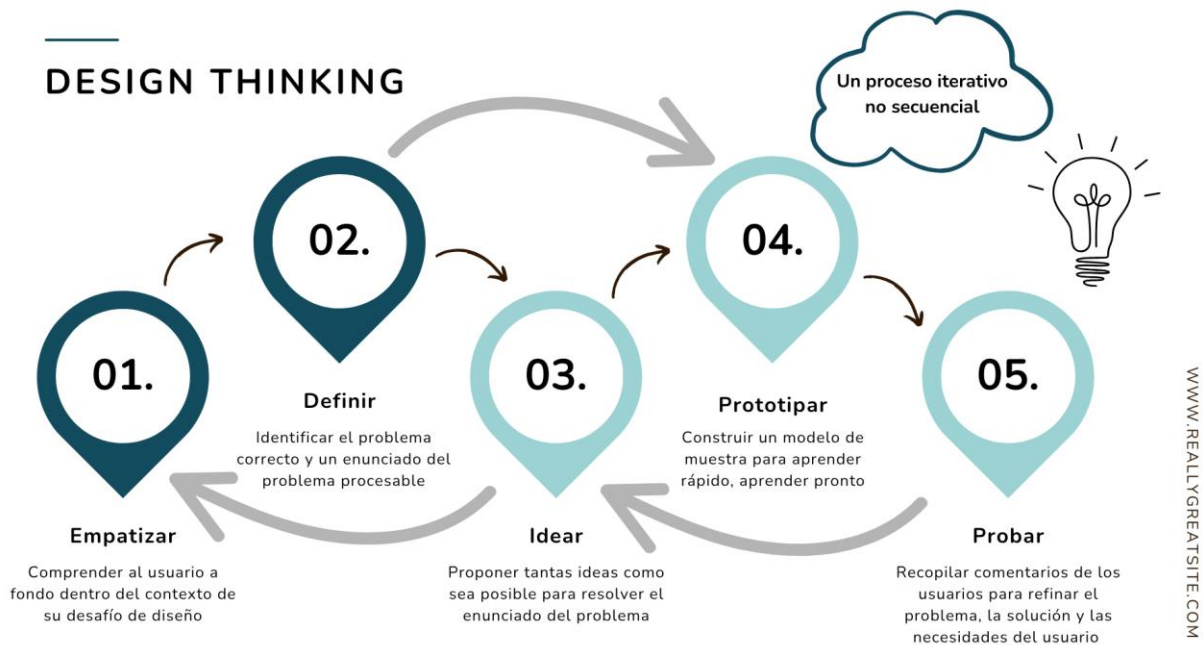 DESIGN THINKING
Un proceso iterativo
no secuencial
01.
Empatizar
Comprender al usuario a
fondo dentro del contexto de
su desafío de diseño
02.
Definir
Identificar el problema
correcto y un enunciado del
problema procesable
03.
Idear
Proponer tantas ideas como
sea posible para resolver el
enunciado del problema
04.
Prototipar
Construir un modelo de
muestra para aprender
rápido, aprender pronto
05.
Probar
Recopilar comentarios de los
usuarios para refinar el
problema, la solución y las
necesidades del usuario
WWW.REALLYGREATSITE.COM